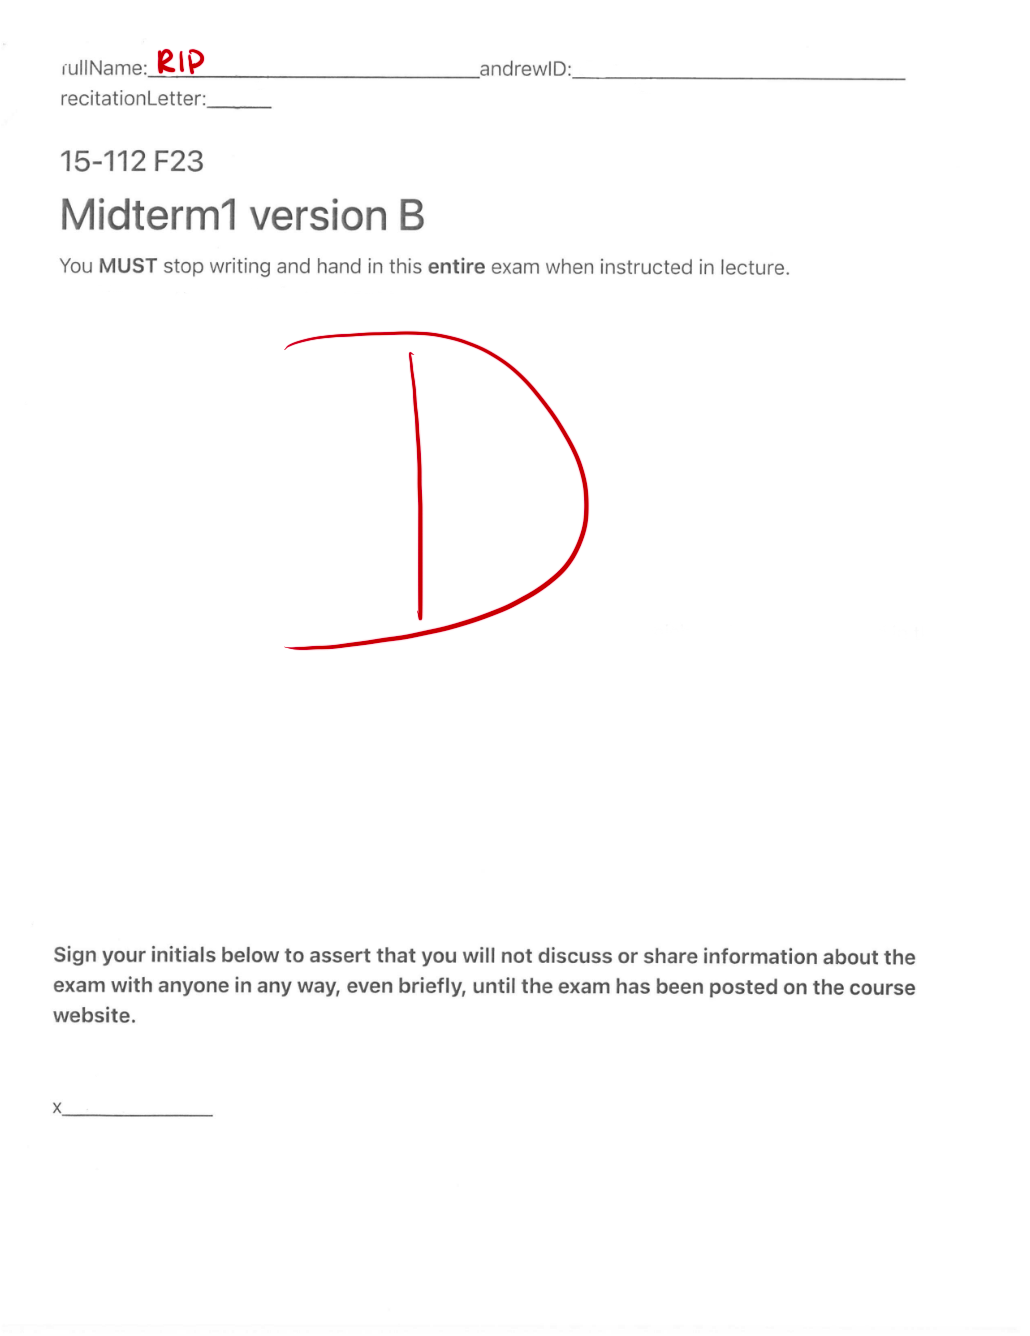 fullName: RIP andrewID:
recitationLetter:
15-112 F23
Midterm1 version B
You MUST stop writing and hand in this entire exam when instructed in lecture.
D
Sign your initials below to assert that you will not discuss or share information about the
exam with anyone in any way, even briefly, until the exam has been posted on the course
website.
x